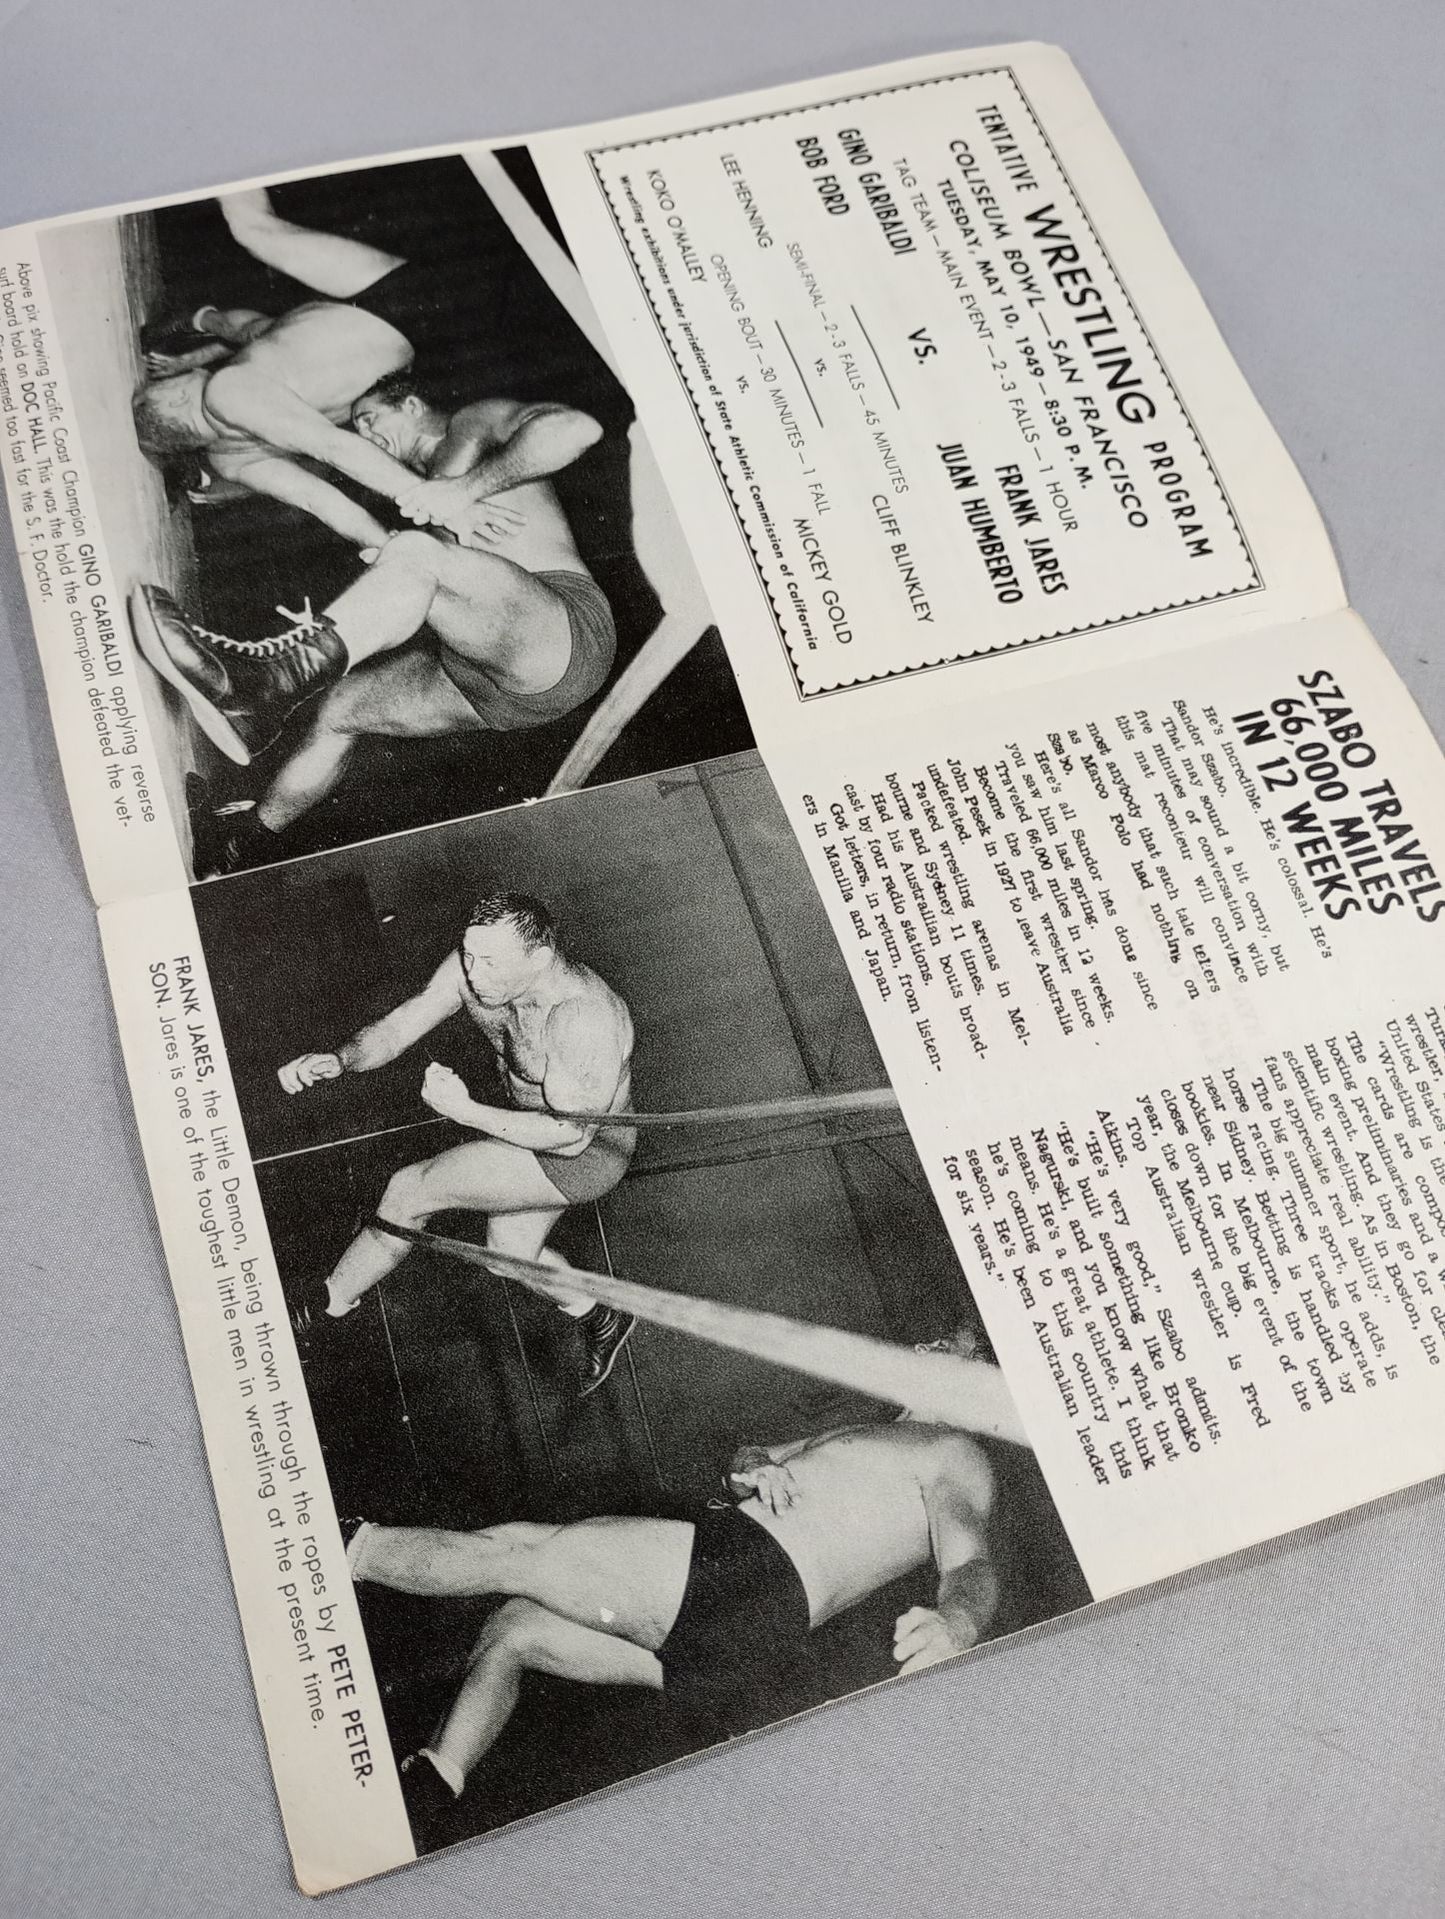 TENTATIVE WRESTLING PROGRAM
COLISEUM BOWL — SAN FRANCISCO
TUESDAY, MAY 10, 1949 — 8:30 P. M.
TAG TEAM — MAIN EVENT — 2-3 FALLS — 1 HOUR
GINO GARIBALDI FRANK JARES
VS.
BOB FORD JUAN HUMBERTO
SEMI-FINAL — 2-3 FALLS — 45 MINUTES
LEE HENNING vs. CLIFF BLINKLEY
OPENING BOUT — 30 MINUTES — 1 FALL
KOKO O'MALLEY vs. MICKEY GOLD
Wrestling exhibitions under jurisdiction of State Athletic Commission of California
Above pix showing Pacific Coast Champion GINO GARIBALDI applying reverse
surf board hold on DOC HALL. This was the hold the champion defeated the vet-
seemed too fast for the S. F. Doctor.
SZABO TRAVELS
66,000 MILES
IN 12 WEEKS
He's incredible. He's colossal. He's
Sandor Szabo.
That may sound a bit corny, but
five minutes of conversation with
this mat reconteur will convince
most anybody that such tale tellers
as Marco Polo had nothing on
Szabo.
Here's all Sandor has done since
you saw him last spring.
Traveled 66,000 miles in 12 weeks.
Become the first wrestler since
John Pesek in 1927 to leave Australia
undefeated.
Packed wrestling arenas in Mel-
bourne and Sydney 11 times.
Had his Australian bouts broad-
cast by four radio stations.
Got letters, in return, from listen-
ers in Manilla and Japan.
wrestler,
United States
"Wrestling is the
The cards are
boxing preliminaries and a
main event. And they go for
scientific wrestling. As in Boston, the
fans appreciate real ability."
The big summer sport, he adds, is
horse racing. Three tracks operate
near Sidney. Betting is handled by
bookies. In Melbourne, the town
closes down for the big event of the
year, the Melbourne cup.
Top Australian wrestler is Fred
Atkins.
"He's very good," Szabo admits.
"He's built something like Bronko
Nagurski, and you know what that
means. He's a great athlete. I think
he's coming to this country this
season. He's been Australian leader
for six years."
FRANK JARES, the Little Demon, being thrown through the ropes by PETE PETER-
SON. Jares is one of the toughest little men in wrestling at the present time.